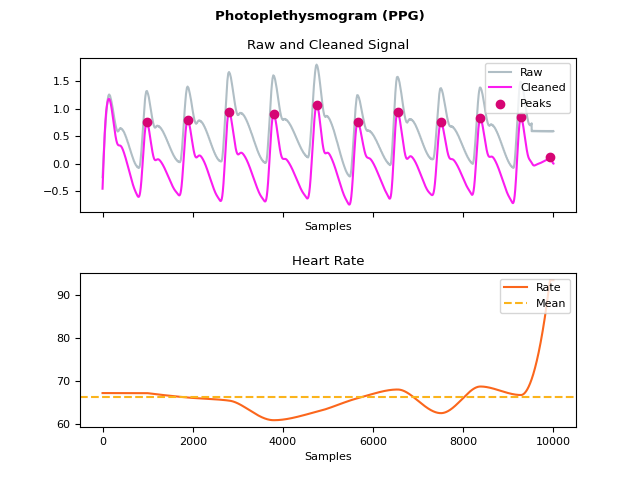 Photoplethysmogram (PPG)
Raw and Cleaned Signal
Raw
Cleaned
Peaks
1.5
1.0
0.5
0.0
−0.5
Samples
Heart Rate
Rate
Mean
90
80
70
60
0 2000 4000 6000 8000 10000
Samples